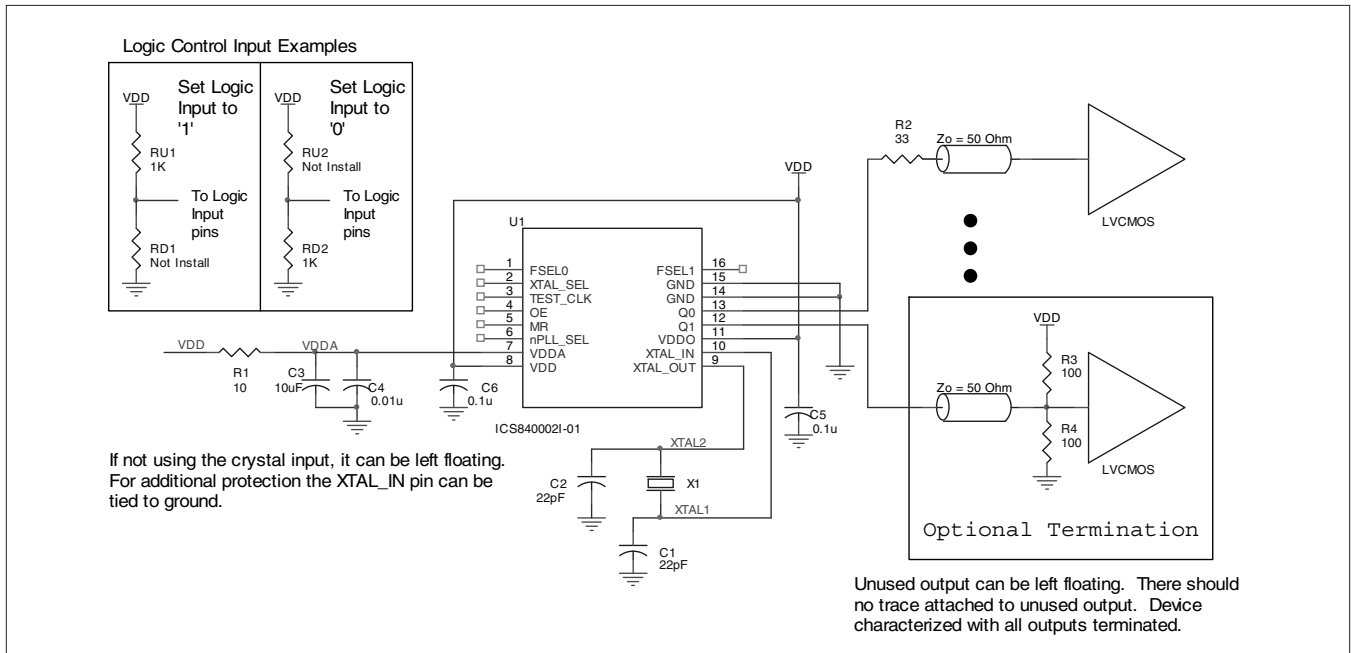 Logic Control Input Examples
Set Logic
Input to
'1'
VDD
RU1
1K
To Logic
Input
pins
RD1
Not Install
Set Logic
Input to
'0'
VDD
RU2
Not Install
To Logic
Input
pins
RD2
1K
VDD
R1
10
VDDA
C3
10uF
C4
0.01u
C6
0.1u
U1
1
2
3
4
5
6
7
8
FSEL0
XTAL_SEL
TEST_CLK
OE
MR
nPLL_SEL
VDDA
VDD
FSEL1
GND
GND
Q0
Q1
VDDO
XTAL_IN
XTAL_OUT
16
15
14
13
12
11
10
9
ICS840002I-01
VDD
C5
0.1u
XTAL2
C2
22pF
X1
XTAL1
C1
22pF
R2
33
Zo = 50 Ohm
LVCMOS
VDD
R3
100
Zo = 50 Ohm
R4
100
LVCMOS
Optional Termination
If not using the crystal input, it can be left floating.
For additional protection the XTAL_IN pin can be
tied to ground.
Unused output can be left floating. There should
no trace attached to unused output. Device
characterized with all outputs terminated.